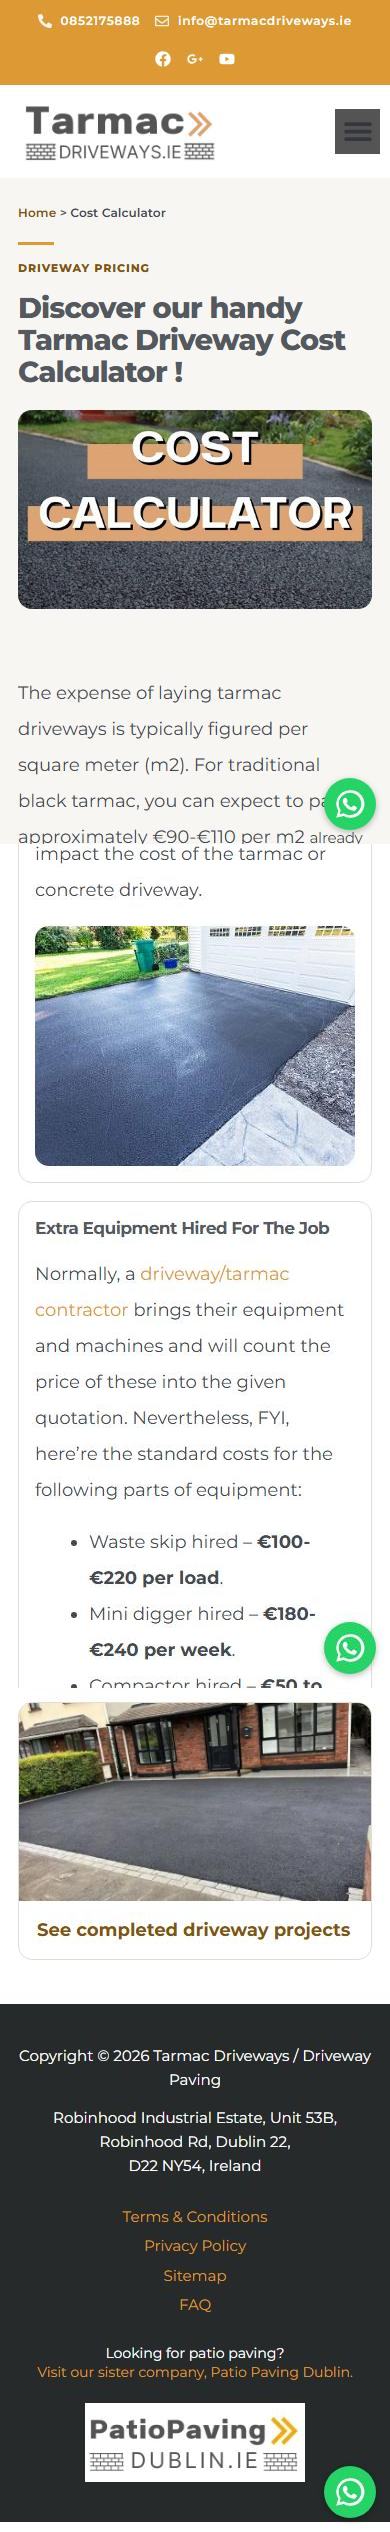 0852175888 info@tarmacdriveways.ie
Tarmac
DRIVEWAYS.IE
Home > Cost Calculator
DRIVEWAY PRICING
Discover our handy
Tarmac Driveway Cost
Calculator !
COST
CALCULATOR
The expense of laying tarmac
driveways is typically figured per
square meter (m2). For traditional
black tarmac, you can expect to
approximately €90-€110 per m2 already
impact the cost of the tarmac or
concrete driveway.
Extra Equipment Hired For The Job
Normally, a driveway/tarmac
contractor brings their equipment
and machines and will count the
price of these into the given
quotation. Nevertheless, FYI,
here’re the standard costs for the
following parts of equipment:
• Waste skip hired – €100-
€220 per load.
• Mini digger hired – €180-
€240 per week.
• Compactor hired – €50 to
See completed driveway projects
Copyright © 2026 Tarmac Driveways / Driveway
Paving
Robinhood Industrial Estate, Unit 53B,
Robinhood Rd, Dublin 22,
D22 NY54, Ireland
Terms & Conditions
Privacy Policy
Sitemap
FAQ
Looking for patio paving?
Visit our sister company, Patio Paving Dublin.
PatioPaving
DUBLIN.IE